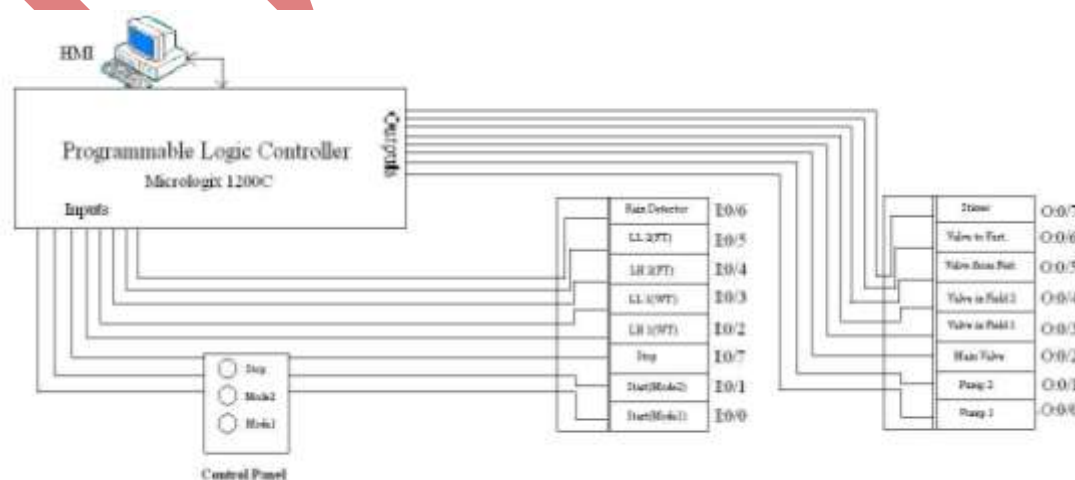 HMI
Programmable Logic Controller
Micrologix 1200C
Inputs
Outputs
Rain Detector I:0/6
LL 2(FT) I:0/5
LH 2(FT) I:0/4
LL 1(WT) I:0/3
LH 1(WT) I:0/2
Stop I:0/7
Start(Mode2) I:0/1
Start(Mode1) I:0/0
O:0/7
Valve to Fert. O:0/6
Valve from Fert. O:0/5
Valve in Field 2 O:0/4
Valve in Field 1 O:0/3
Main Valve O:0/2
Pump 2 O:0/1
Pump 1 O:0/0
Stop
Mode2
Mode1
Control Panel